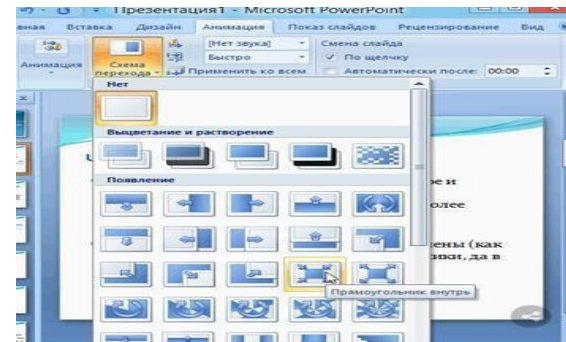 Презентация1 - Microsoft PowerPoint
вная Вставка Дизайн Анимация Показ слайдов Рецензирование Вид
[Нет звука] Смена слайда
Анимация Схема перехода Быстро По щелчку
Применить ко всем Автоматически после: 00:00
Нет
Выцветание и растворение
Появление
е и
олее
ены (как
ики, да в
Прямоугольник внутрь